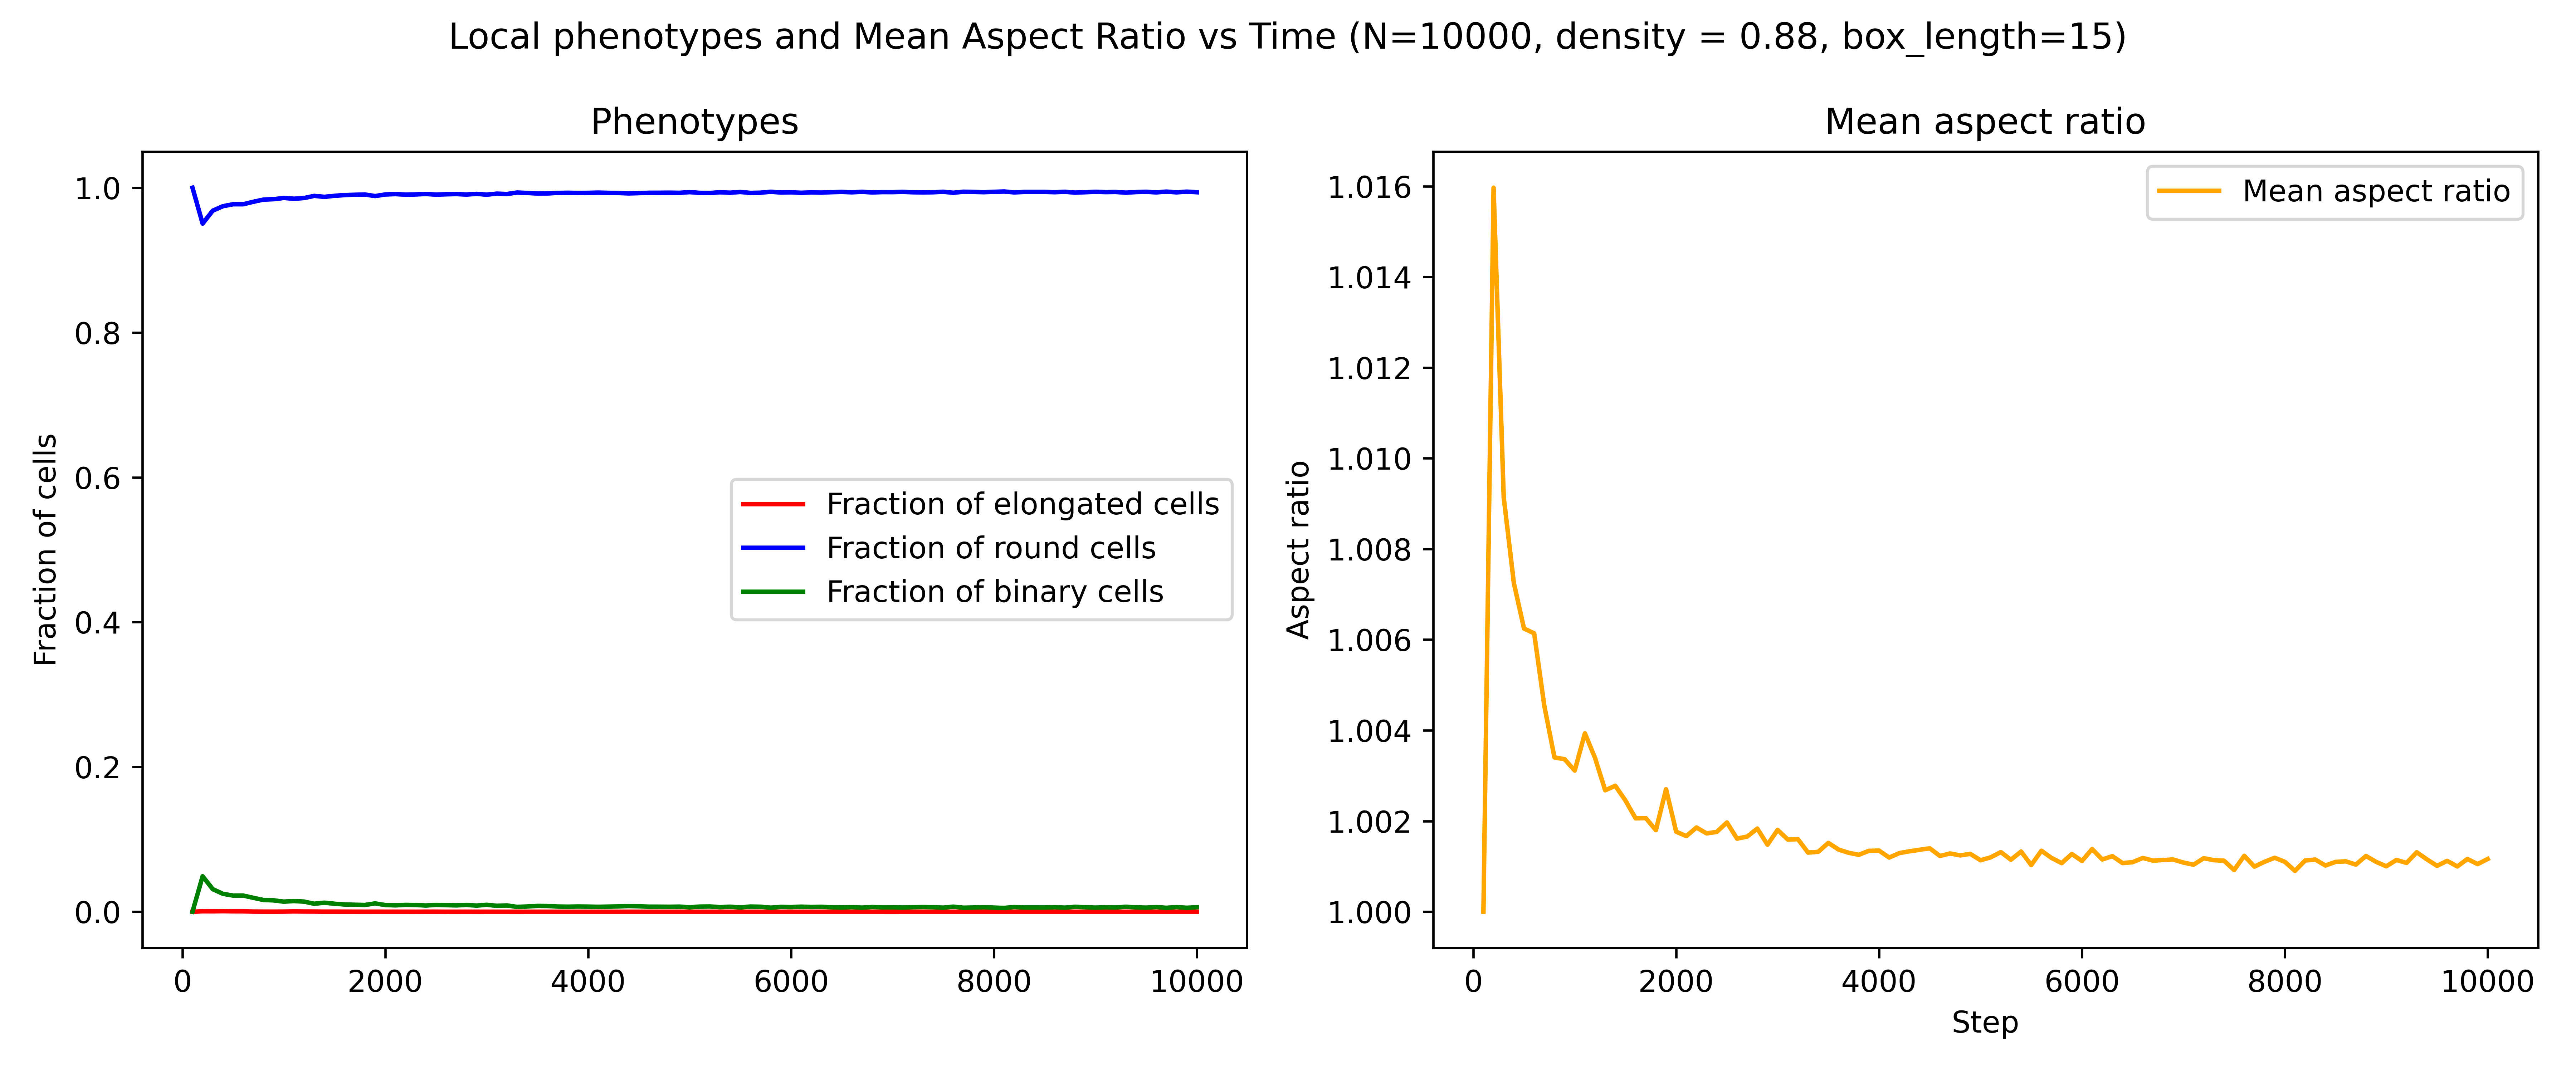 Local phenotypes and Mean Aspect Ratio vs Time (N=10000, density = 0.88, box_length=15)
Phenotypes
Fraction of cells
1.0
0.8
0.6
0.4
0.2
0.0
0 2000 4000 6000 8000 10000
Fraction of elongated cells
Fraction of round cells
Fraction of binary cells
Mean aspect ratio
Aspect ratio
1.016
1.014
1.012
1.010
1.008
1.006
1.004
1.002
1.000
0 2000 4000 6000 8000 10000
Step
Mean aspect ratio